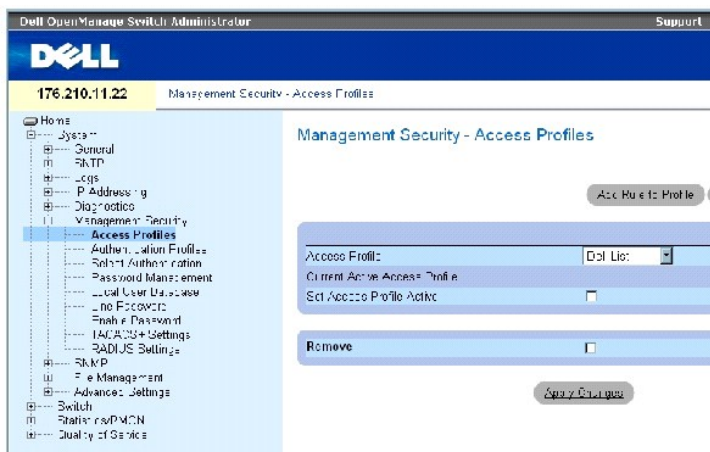 Dell OpenManage Switch Administrator
Support
DELL
176.210.11.22
Management Security - Access Profiles
Home
System
General
SNTP
Logs
IP Addressing
Diagnostics
Management Security
Access Profiles
Authentication Profiles
Select Authentication
Password Management
Local User Database
Line Password
Enable Password
TACACS+ Settings
RADIUS Settings
SNMP
File Management
Advanced Settings
Switch
Statistics/RMON
Quality of Service
Management Security - Access Profiles
Add Rule to Profile
Access Profile
Dell List
Current Active Access Profile
Set Access Profile Active
Remove
Apply Changes